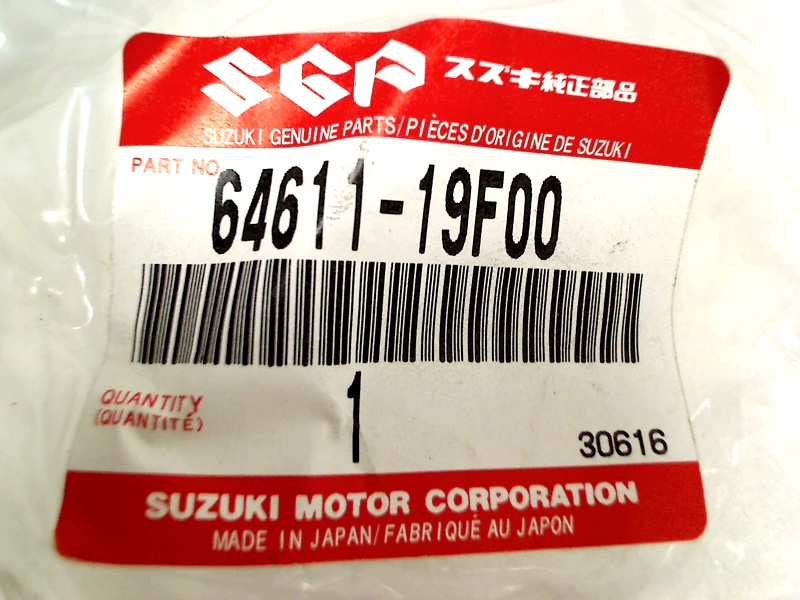 SGP スズキ純正部品
SUZUKI GENUINE PARTS/PIÈCES D'ORIGINE DE SUZUKI
PART NO.
64611-19F00
QUANTITY
(QUANTITÉ)
1
30616
SUZUKI MOTOR CORPORATION
MADE IN JAPAN/FABRIQUÉ AU JAPON